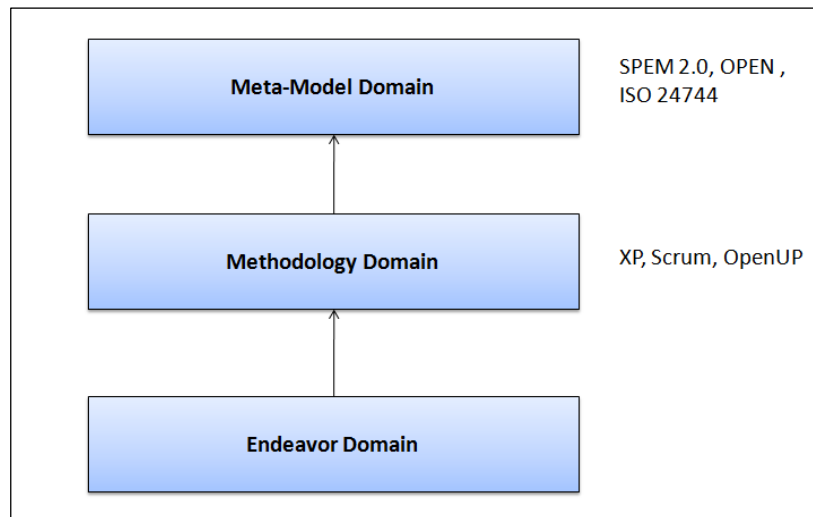 Meta-Model Domain
SPEM 2.0, OPEN ,
ISO 24744
Methodology Domain
XP, Scrum, OpenUP
Endeavor Domain